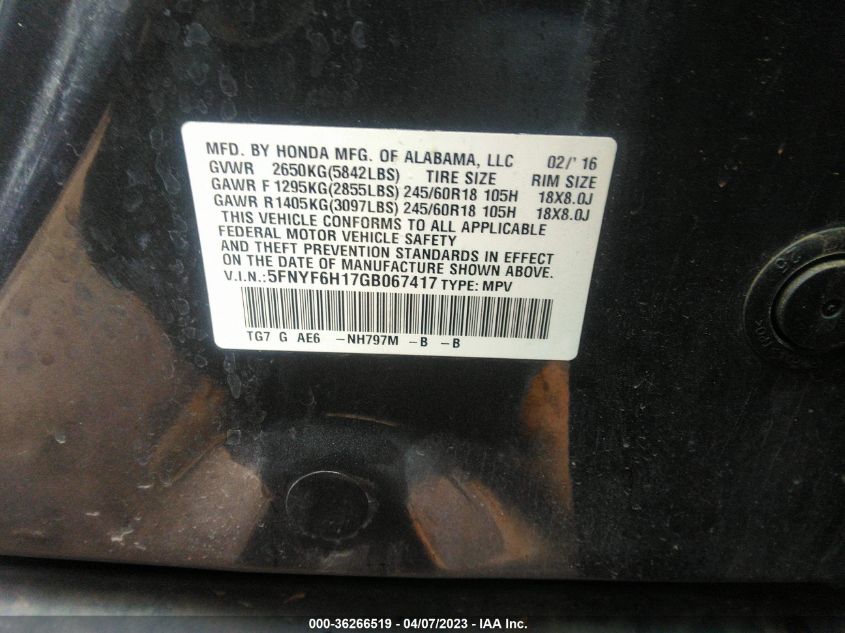 MFD. BY HONDA MFG. OF ALABAMA, LLC 02/'16
GVWR 2650KG(5842LBS) TIRE SIZE RIM SIZE
GAWR F 1295KG(2855LBS) 245/60R18 105H 18X8.0J
GAWR R 1405KG(3097LBS) 245/60R18 105H 18X8.0J
THIS VEHICLE CONFORMS TO ALL APPLICABLE
FEDERAL MOTOR VEHICLE SAFETY
AND THEFT PREVENTION STANDARDS IN EFFECT
ON THE DATE OF MANUFACTURE SHOWN ABOVE.
V.I.N.:5FNYF6H17GB067417 TYPE: MPV
TG7 G AE6 -NH797M -B -B
000-36266519 / 04/07/2023 - IAA Inc.